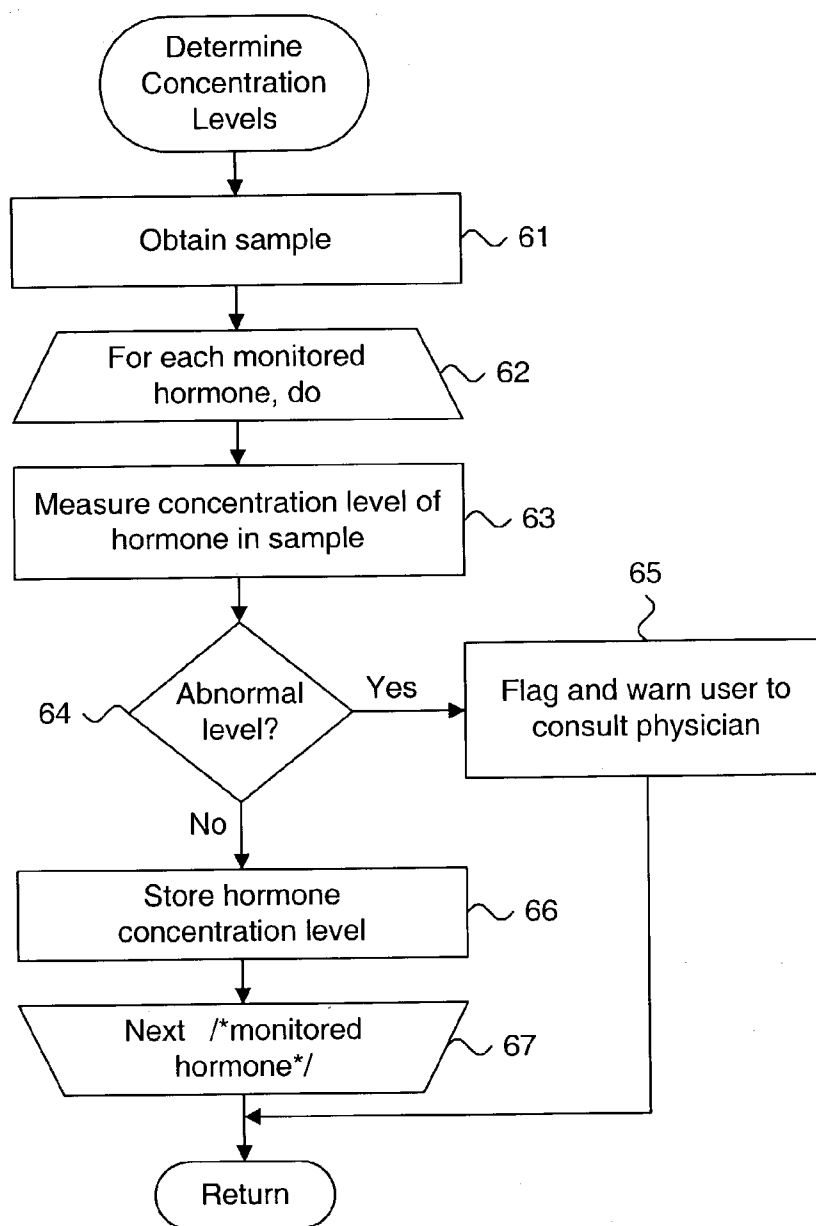 Determine
Concentration
Levels
Obtain sample
61
For each monitored
hormone, do
62
Measure concentration level of
hormone in sample
63
Abnormal
level?
64
Yes
65
Flag and warn user to
consult physician
No
Store hormone
concentration level
66
Next /*monitored
hormone*/
67
Return